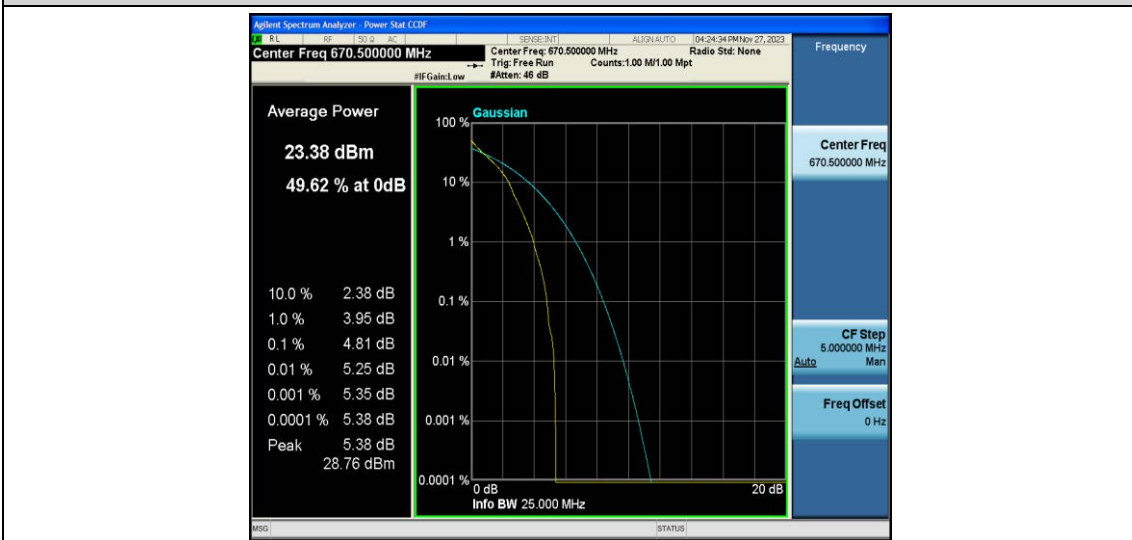 Agilent Spectrum Analyzer - Power Stat CCDF
RL RF 50 Ω AC SENSE:INT ALIGN AUTO 04:24:34 PM Nov 27, 2023
Center Freq 670.500000 MHz
Center Freq: 670.500000 MHz Radio Std: None
Trig: Free Run Counts:1.00 M/1.00 Mpt
#IFGain:Low #Atten: 46 dB
Frequency
Average Power
23.38 dBm
49.62 % at 0dB
10.0 % 2.38 dB
1.0 % 3.95 dB
0.1 % 4.81 dB
0.01 % 5.25 dB
0.001 % 5.35 dB
0.0001 % 5.38 dB
Peak 5.38 dB
28.76 dBm
Gaussian
100 %
10 %
1 %
0.1 %
0.01 %
0.001 %
0.0001 %
0 dB 20 dB
Info BW 25.000 MHz
Center Freq
670.500000 MHz
CF Step
5.000000 MHz
Auto Man
Freq Offset
0 Hz
MSG STATUS